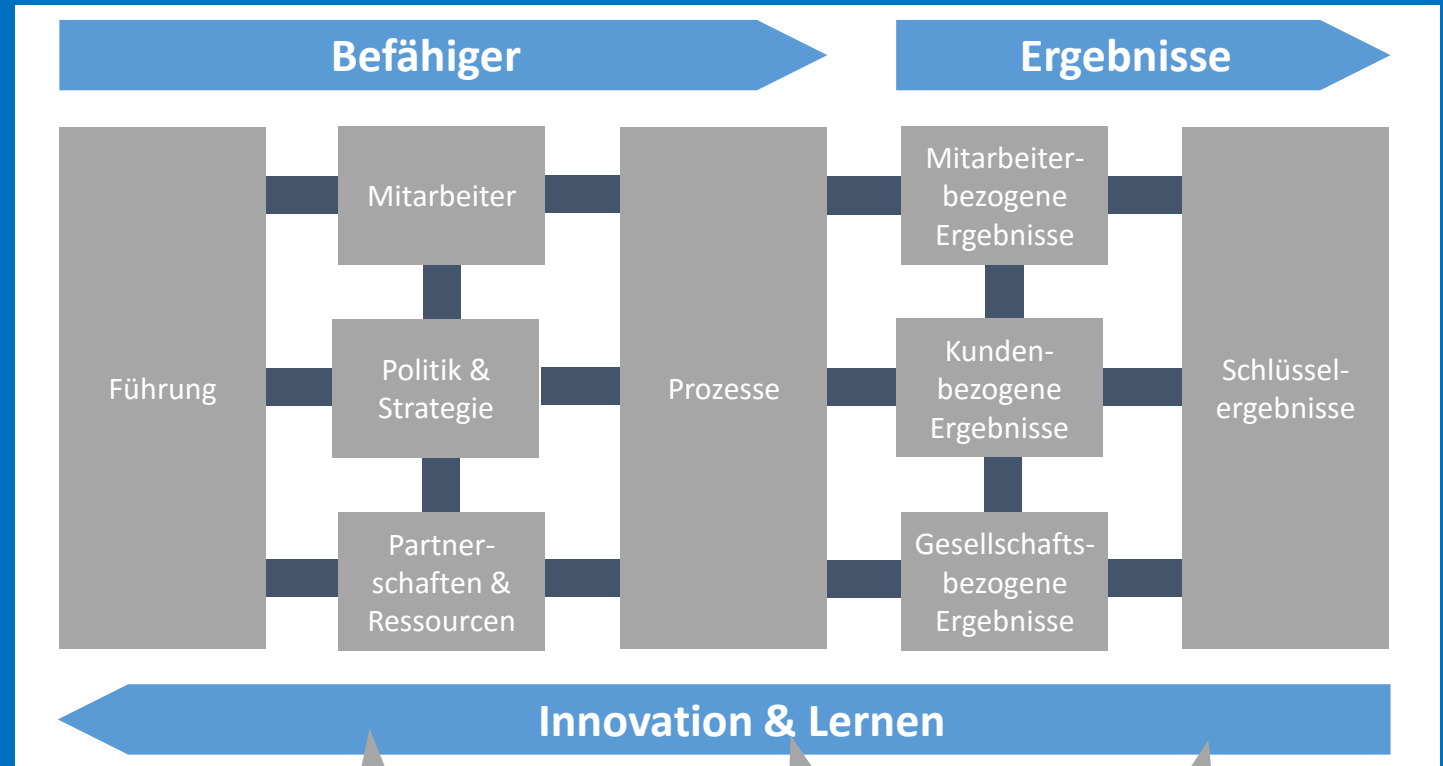 Befähiger
Ergebnisse
Führung
Mitarbeiter
Politik &
Strategie
Partner-
schaften &
Ressourcen
Prozesse
Mitarbeiter-
bezogene
Ergebnisse
Kunden-
bezogene
Ergebnisse
Gesellschafts-
bezogene
Ergebnisse
Schlüssel-
ergebnisse
Innovation & Lernen